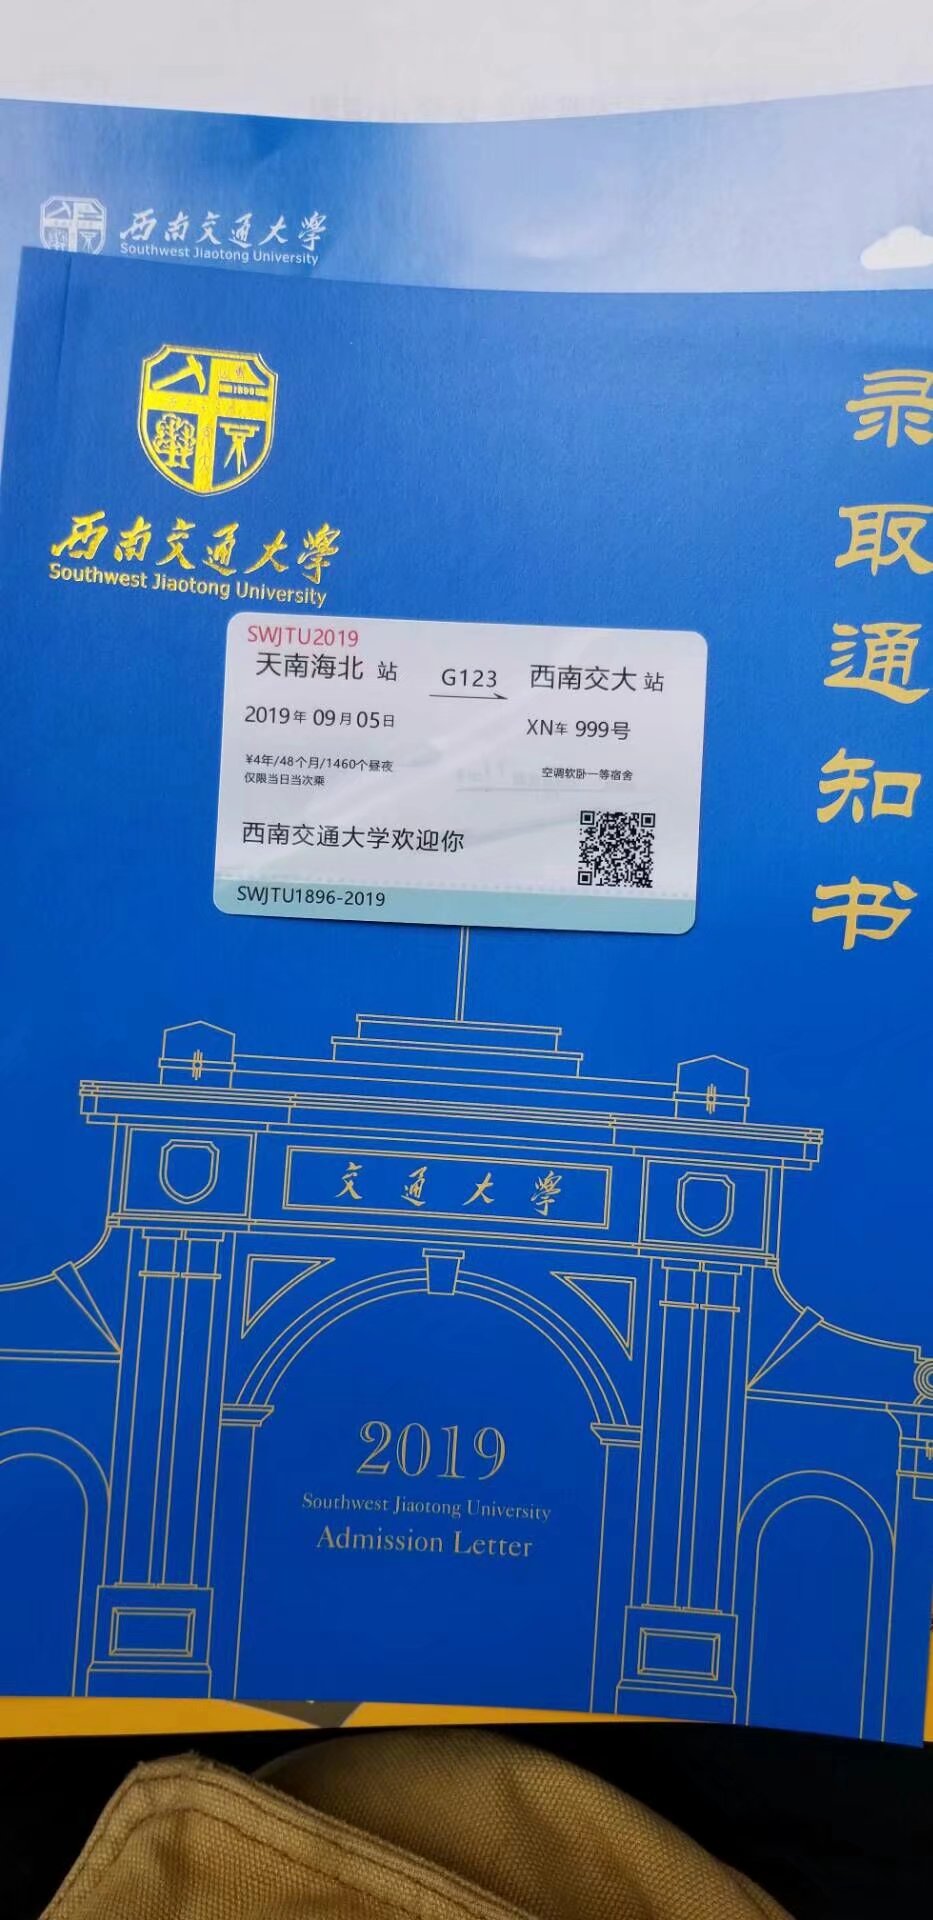 西南交通大學
Southwest Jiaotong University
西南交通大學
Southwest Jiaotong University
录取通知书
SWJTU2019
天南海北 站 G123 西南交大 站
2019年 09月05日 XN车 999号
¥4年/48个月/1460个昼夜 空调软卧一等宿舍
仅限当日当次乘
西南交通大学欢迎你
SWJTU1896-2019
交通大學
2019
Southwest Jiaotong University
Admission Letter